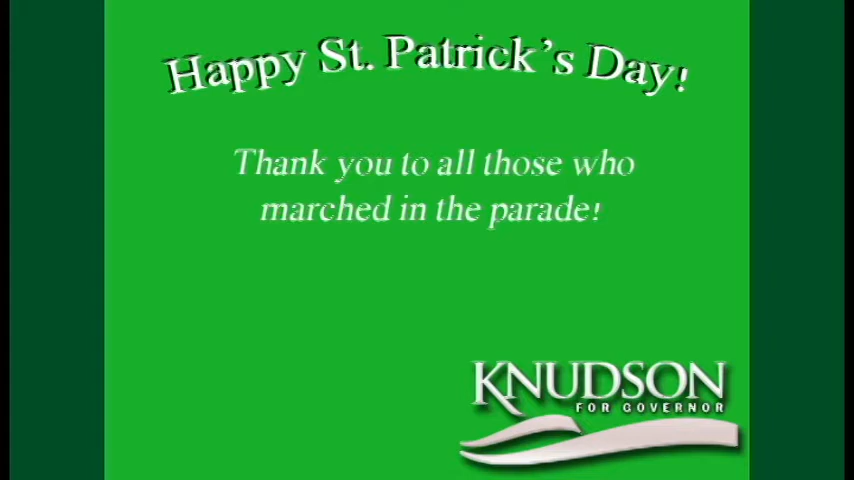 Happy St. Patrick's Day!
Thank you to all those who
marched in the parade!
KNUDSON
FOR GOVERNOR